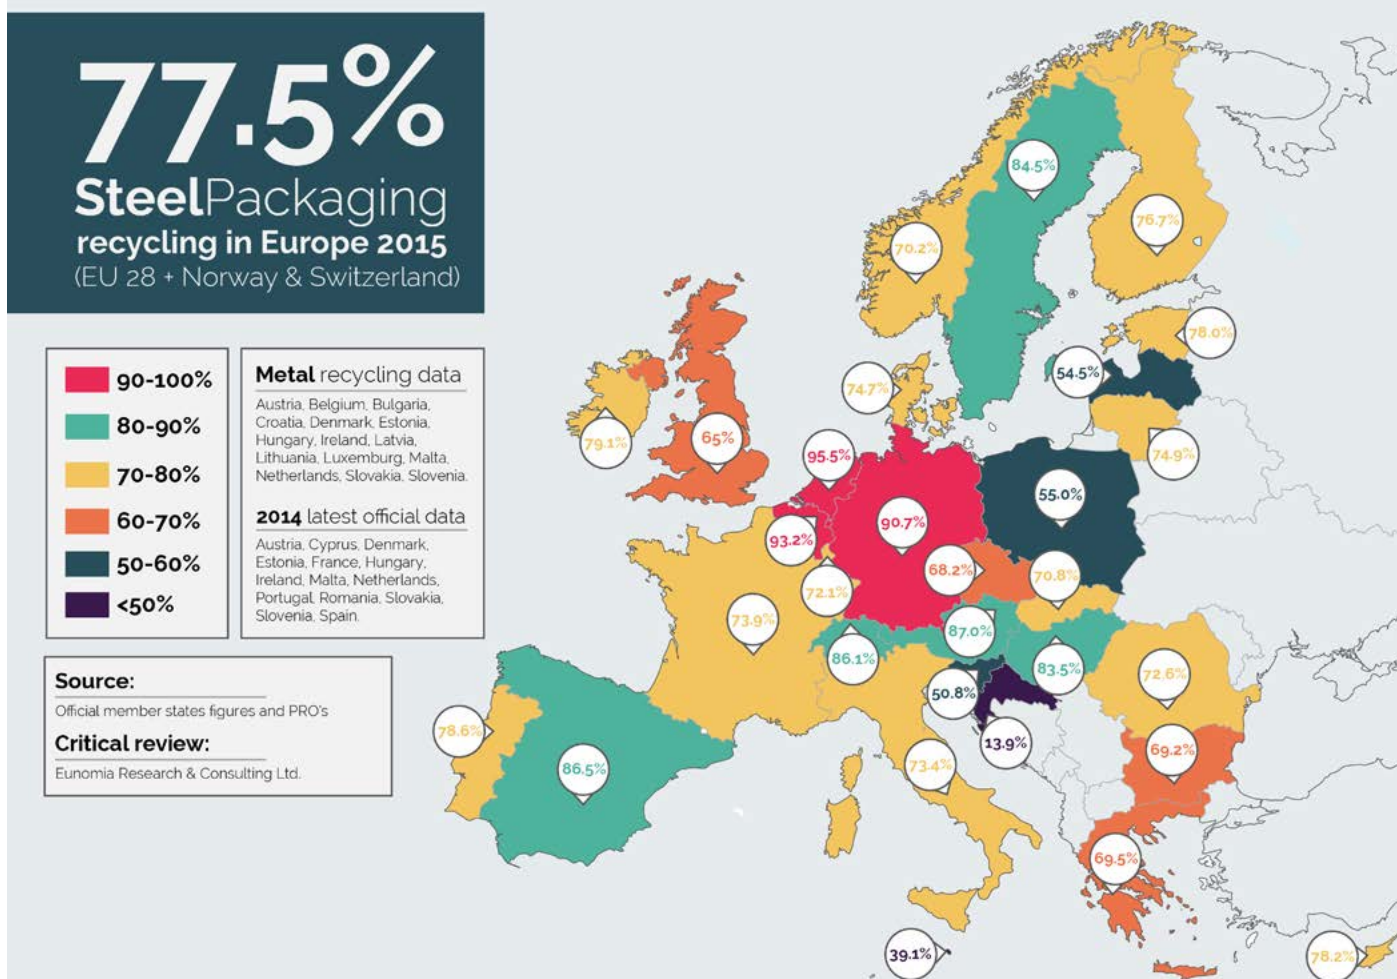 77.5%
SteelPackaging
recycling in Europe 2015
(EU 28 + Norway & Switzerland)
90-100%
80-90%
70-80%
60-70%
50-60%
<50%
Metal recycling data
Austria, Belgium, Bulgaria,
Croatia, Denmark, Estonia,
Hungary, Ireland, Latvia,
Lithuania, Luxemburg, Malta,
Netherlands, Slovakia, Slovenia.
2014 latest official data
Austria, Cyprus, Denmark,
Estonia, France, Hungary,
Ireland, Malta, Netherlands,
Portugal, Romania, Slovakia,
Slovenia, Spain.
Source:
Official member states figures and PRO's
Critical review:
Eunomia Research & Consulting Ltd.
84.5%
76.7%
70.2%
78.0%
54.5%
74.7%
79.1%
65%
95.5%
74.9%
55.0%
90.7%
93.2%
68.2%
70.8%
72.1%
73.9%
87.0%
86.1%
83.5%
72.6%
50.8%
78.6%
13.9%
69.2%
86.5%
73.4%
69.5%
39.1%
78.2%